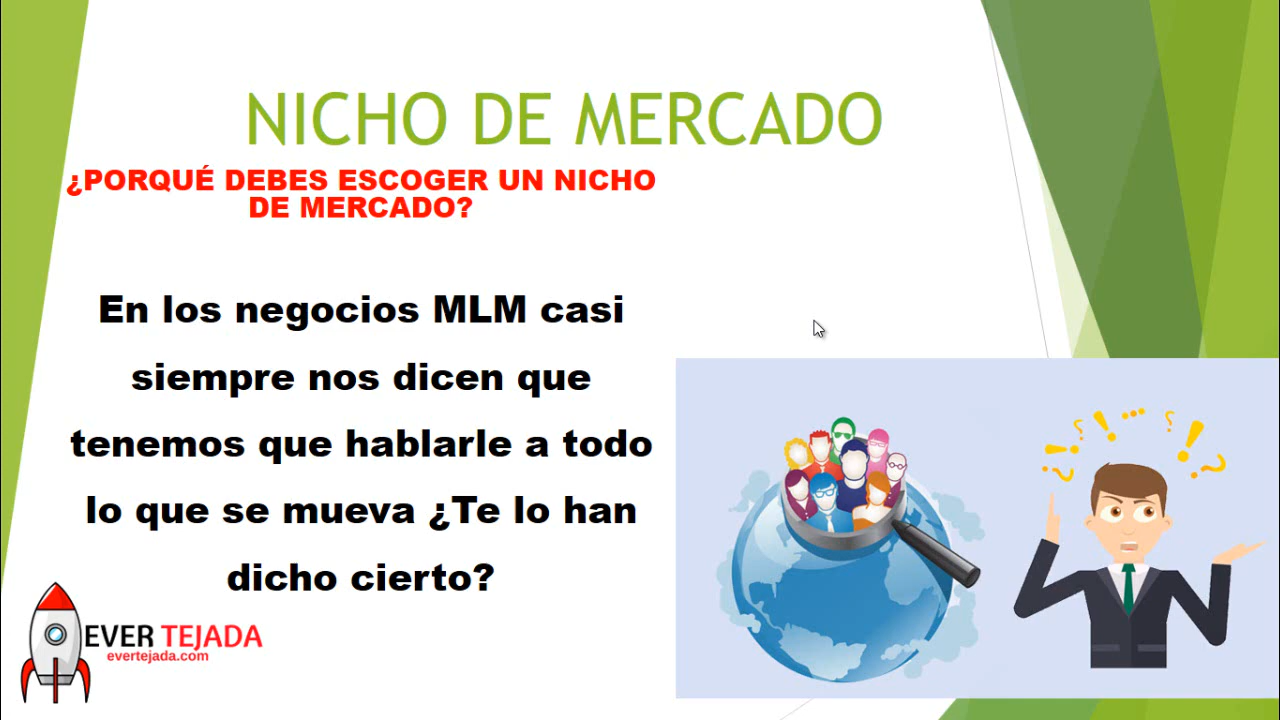 NICHO DE MERCADO
¿PORQUÉ DEBES ESCOGER UN NICHO
DE MERCADO?
En los negocios MLM casi
siempre nos dicen que
tenemos que hablarle a todo
lo que se mueva ¿Te lo han
dicho cierto?
EVER TEJADA
evertejada.com